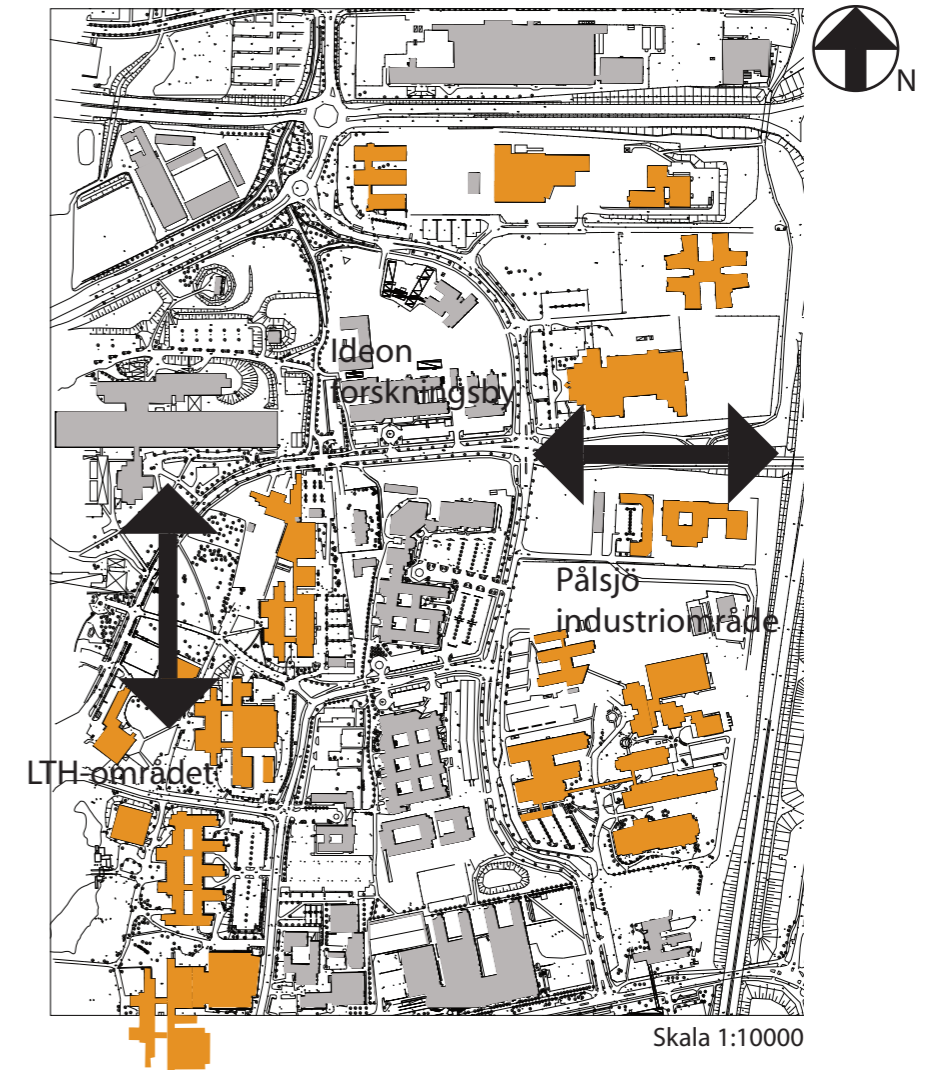 N
Ideon
forskningsby
Pålsjö
industriområde
LTH-området
Skala 1:10000